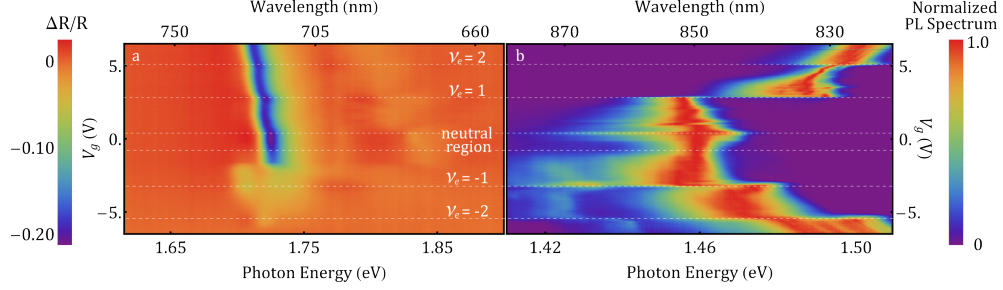 Wavelength (nm) Wavelength (nm) Normalized
ΔR/R PL Spectrum
750 705 660 870 850 830
0 5. a 𝒱ₑ = 2 b 5. 1.0
𝒱ₑ = 1
−0.10 V_g (V) 0.0 neutral 0.0 V_g (V)
region
𝒱ₑ = -1
−0.20 −5. 𝒱ₑ = -2 −5. 0
1.65 1.75 1.85 1.42 1.46 1.50
Photon Energy (eV) Photon Energy (eV)